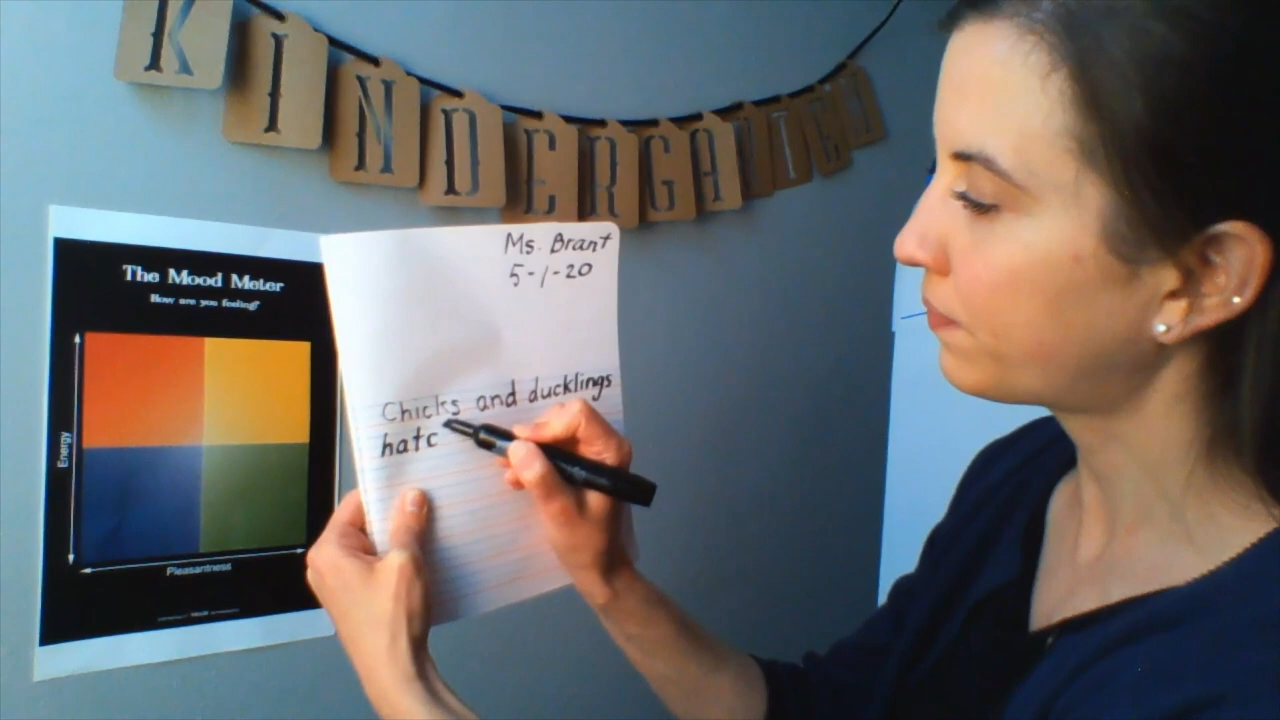 KINDERGARTEN
Ms. Brant
5-1-20
The Mood Meter
How are you feeling?
Chicks and ducklings
hatc
Energy
Pleasantness